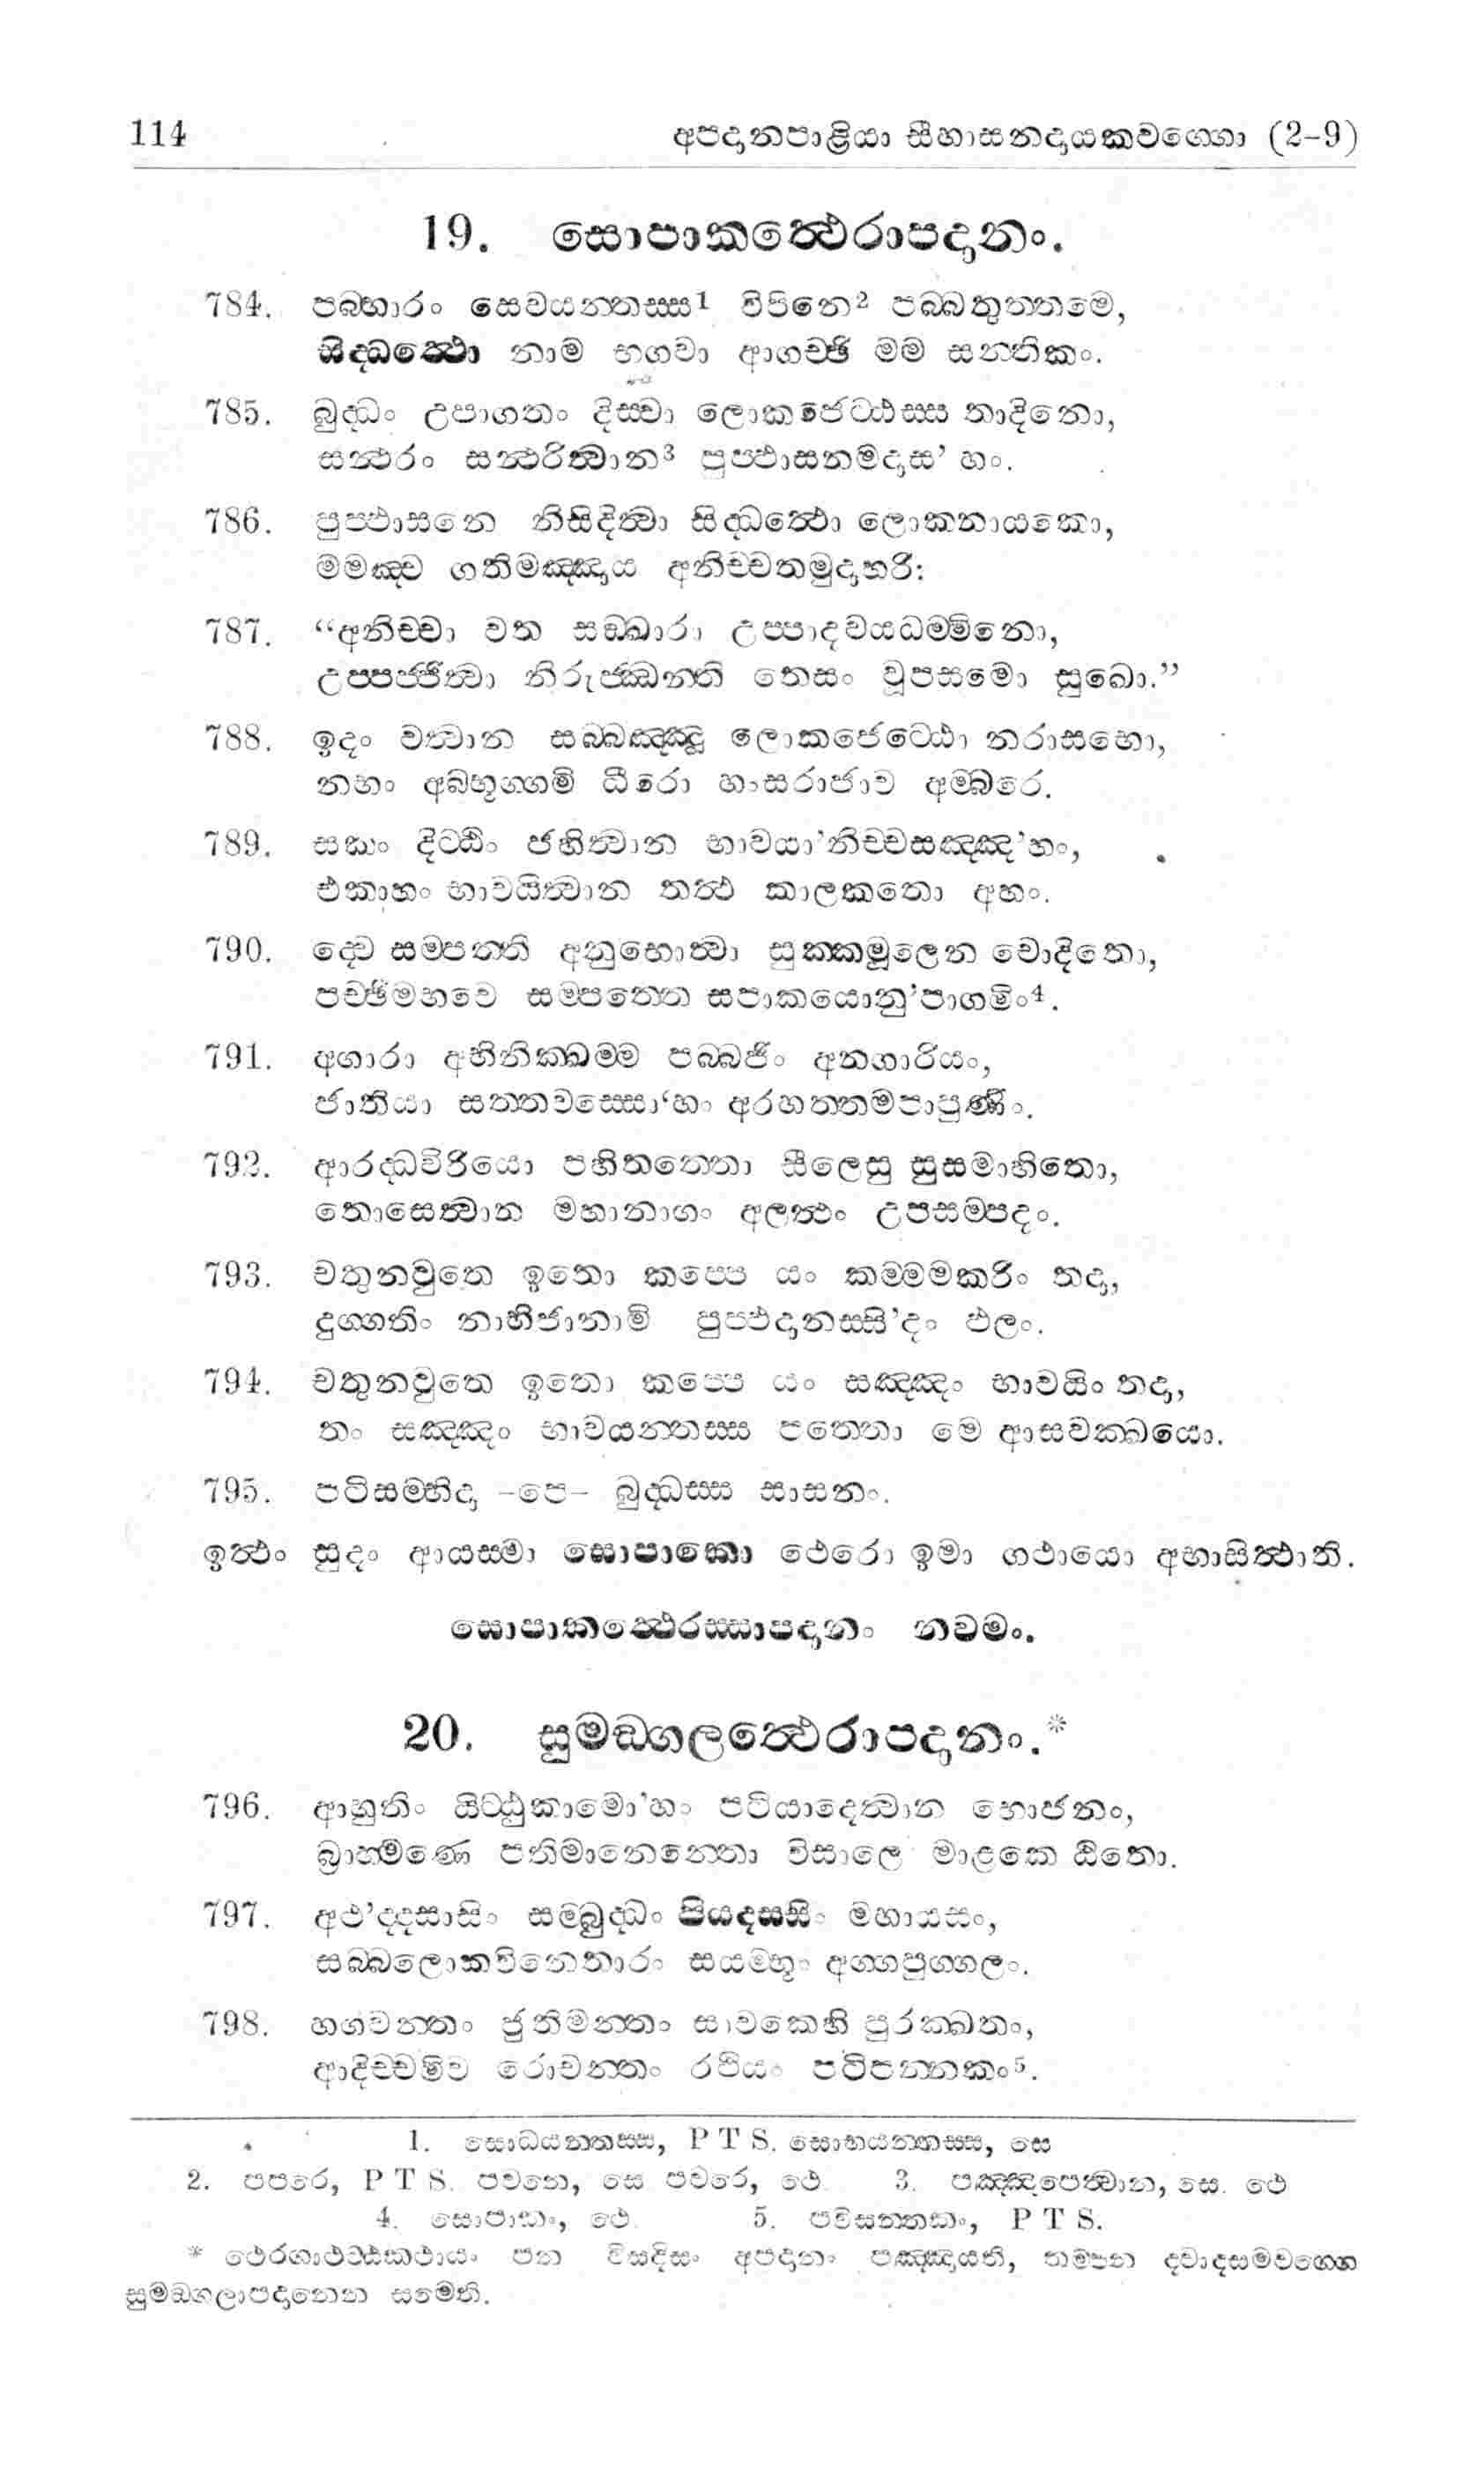 114 අපදානපාළියා සීහාසනදායකවග්ගො (2-9)
19. සොපාකත්ථෙරාපදානං.
784. පබ්භාරං සෙවයන්තස්ස1 විපිනෙ2 පබ්බතුත්තමෙ,
සිද්ධත්ථො නාම භගවා ආගච්ඡි මම සන්තිකං.
785. බුද්ධං උපාගතං දිස්වා ලොකජෙට්ඨස්ස තාදිනො,
සන්ථරං සන්ථරිත්වාන3 පුප්ඵාසනමදාස' හං.
786. පුප්ඵාසනෙ නිසීදිත්වා සිද්ධත්ථො ලොකනායකො,
මමඤ්ච ගතිමඤ්ඤාය අනිච්චතමුදාහරි:
787. “අනිච්චා වත සඞ්ඛාරා උප්පාදවයධම්මිනො,
උප්පජ්ජිත්වා නිරුජ්ඣන්ති තෙසං වූපසමො සුඛො.”
788. ඉදං වත්වාන සබ්බඤ්ඤූ ලොකජෙට්ඨො නරාසභො,
නභං අබ්භුග්ගමි ධීරො හංසරාජාව අම්බරෙ.
789. සකං දිට්ඨිං ජහිත්වාන භාවයා'නිච්චසඤ්ඤ'හං,
එකාහං භාවයිත්වාන තත්ථ කාලකතො අහං.
790. ද්වෙ සම්පත්ති අනුභොත්වා සුක්කමූලෙන චොදිතො,
පච්ඡිමභවෙ සම්පත්තෙ සපාකයොනු'පාගමිං4.
791. අගාරා අභිනික්ඛම්ම පබ්බජිං අනගාරියං,
ජාතියා සත්තවස්සො‘හං අරහත්තමපාපුණිං.
792. ආරද්ධවිරියො පහිතත්තො සීලෙසු සුසමාහිතො,
තොසෙත්වාන මහානාගං අලත්ථං උපසම්පදං.
793. චතුනවුතෙ ඉතො කප්පෙ යං කම්මමකරිං තදා,
දුග්ගතිං නාභිජානාමි පුප්ඵදානස්සි'දං ඵලං.
794. චතුනවුතෙ ඉතො කප්පෙ යං සඤ්ඤං භාවයිං තදා,
තං සඤ්ඤං භාවයන්තස්ස පත්තො මෙ ආසවක්ඛයො.
795. පටිසම්භිදා -පෙ- බුද්ධස්ස සාසනං.
ඉත්ථං සුදං ආයස්මා සොපාකො ථෙරො ඉමා ගථායො අභාසිත්ථාති.
සොපාකත්ථෙරස්සාපදානං නවමං.
20. සුමඞ්ගලත්ථෙරාපදානං.*
796. ආහුතිං යිට්ඨුකාමො'හං පටියාදෙත්වාන භොජනං,
බ්‍රාහ්මණෙ පතිමානෙන්තො විසාලෙ මාළකෙ ඨිතො.
797. අථ'ද්දසාසිං සම්බුද්ධං පියදස්සිං මහායසං,
සබ්බලොකවිනෙතාරං සයම්භුං අග්ගපුග්ගලං.
798. භගවන්තං ජුතිමන්තං සාවකෙහි පුරක්ඛතං,
ආදිච්චමිව රොචන්තං රථියං පටිපන්නකං5.
1. සොධයන්තස්ස, P T S. සොභයන්තස්ස, සෙ
2. පපරෙ, P T S. පවනෙ, සෙ පවරෙ, ථෙ 3. පඤ්ඤපෙත්වාන, සෙ. ථෙ
4. සොපාකං, ථෙ. 5. පවිසන්තකං, P T S.
* ථෙරගාථට්ඨකථායං පන විසදිසං අපදානං පඤ්ඤායති, තම්පන ද්වාදසමවග්ගෙ
සුමඞ්ගලාපදානෙන සමෙති.